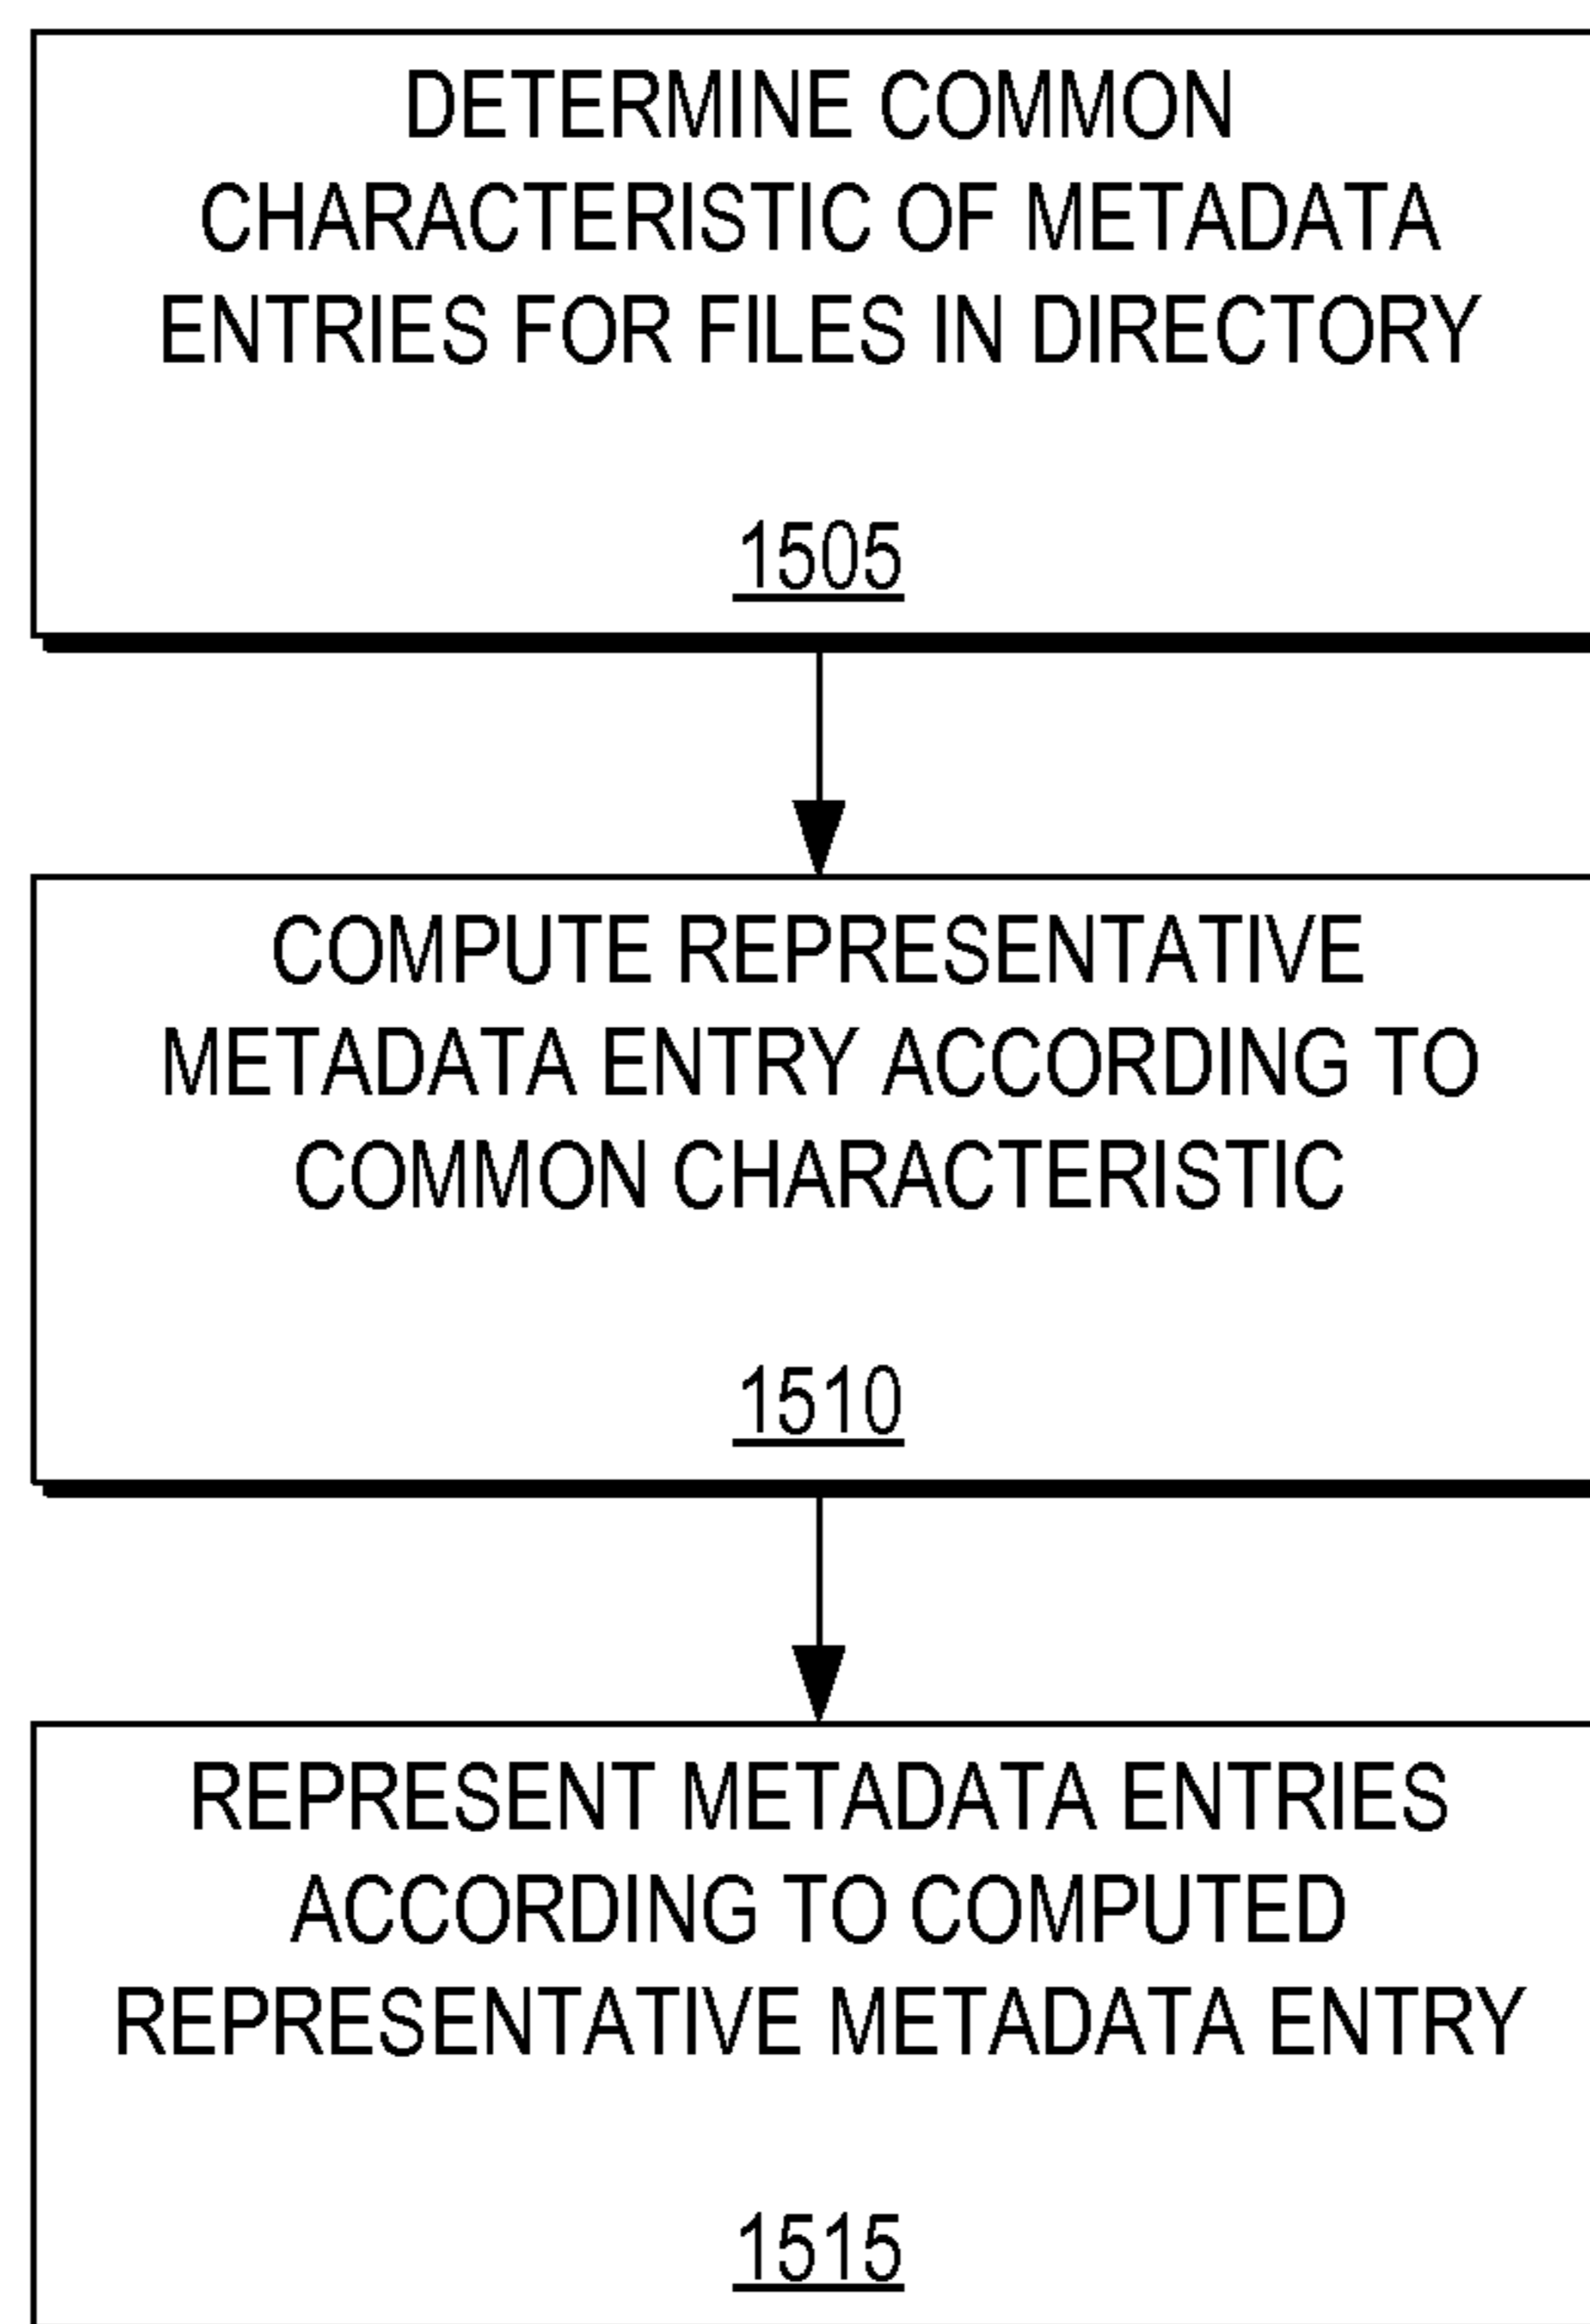 DETERMINE COMMON
CHARACTERISTIC OF METADATA
ENTRIES FOR FILES IN DIRECTORY
1505
COMPUTE REPRESENTATIVE
METADATA ENTRY ACCORDING TO
COMMON CHARACTERISTIC
1510
REPRESENT METADATA ENTRIES
ACCORDING TO COMPUTED
REPRESENTATIVE METADATA ENTRY
1515